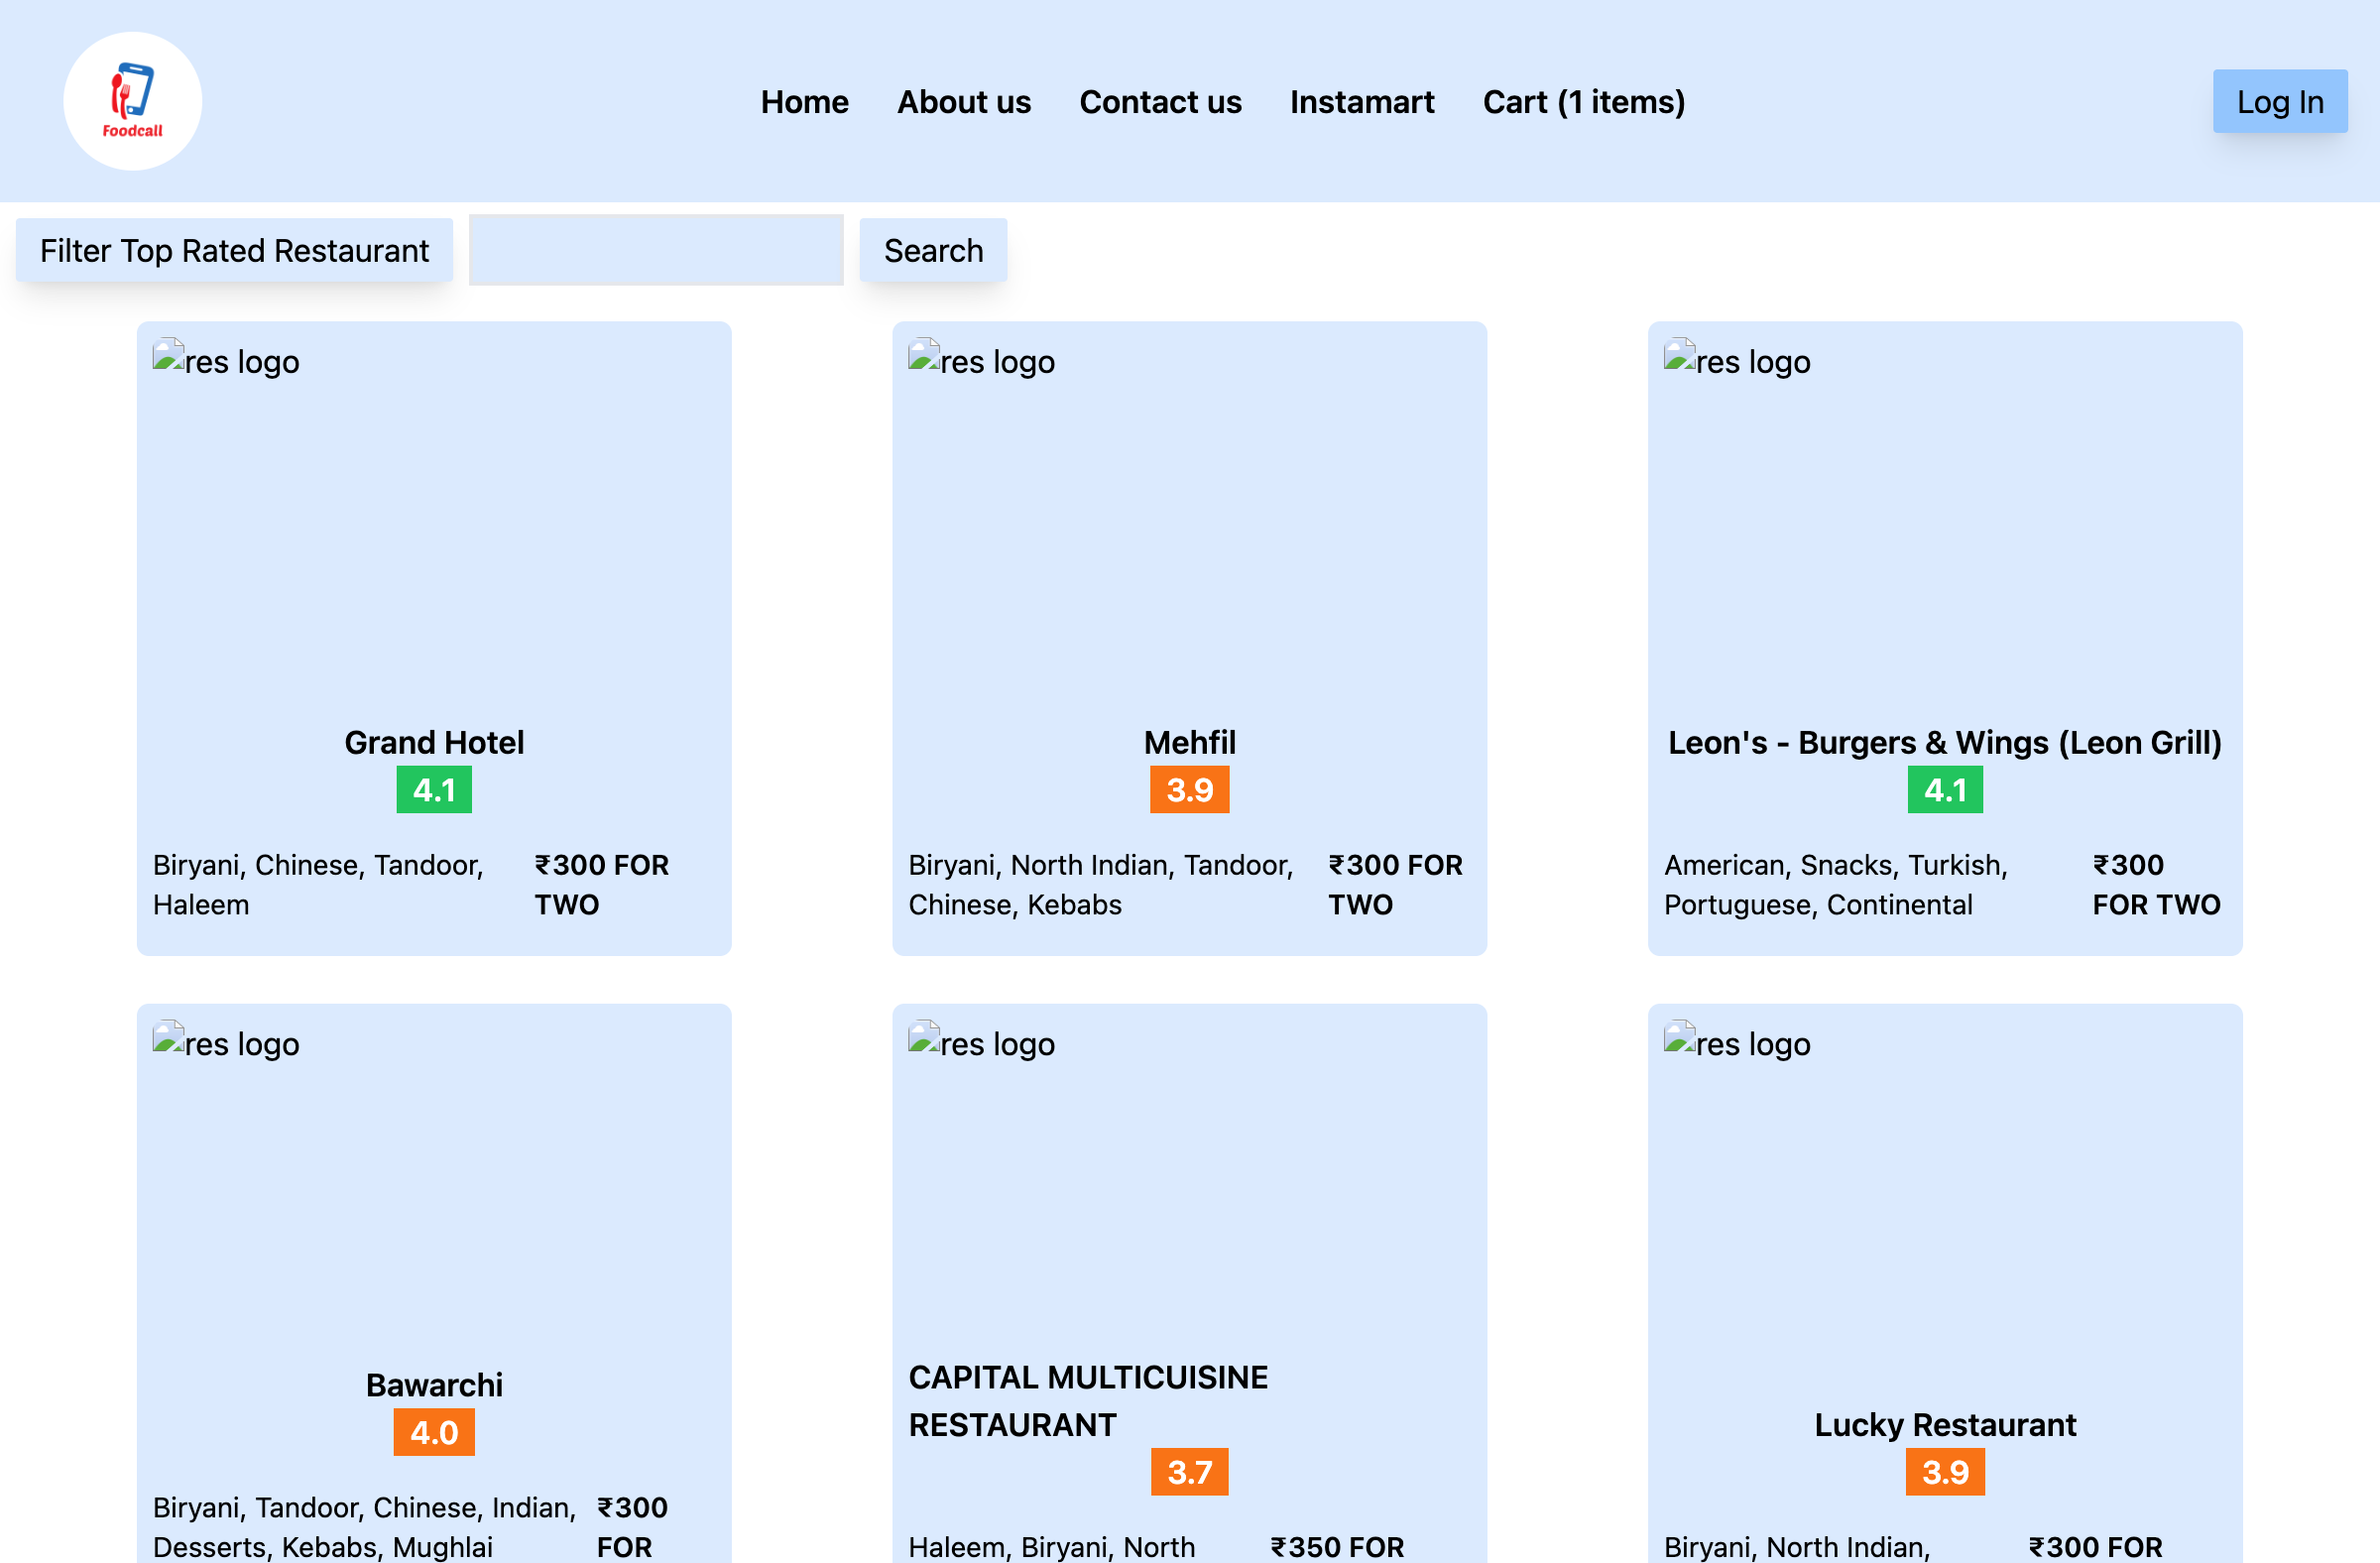 Foodcall
Home About us Contact us Instamart Cart (1 items)
Log In
Filter Top Rated Restaurant
Search
res logo
Grand Hotel
4.1
Biryani, Chinese, Tandoor,
Haleem
₹300 FOR
TWO
res logo
Mehfil
3.9
Biryani, North Indian, Tandoor,
Chinese, Kebabs
₹300 FOR
TWO
res logo
Leon's - Burgers & Wings (Leon Grill)
4.1
American, Snacks, Turkish,
Portuguese, Continental
₹300
FOR TWO
res logo
Bawarchi
4.0
Biryani, Tandoor, Chinese, Indian,
Desserts, Kebabs, Mughlai
₹300
FOR
res logo
CAPITAL MULTICUISINE
RESTAURANT
3.7
Haleem, Biryani, North
₹350 FOR
res logo
Lucky Restaurant
3.9
Biryani, North Indian,
₹300 FOR